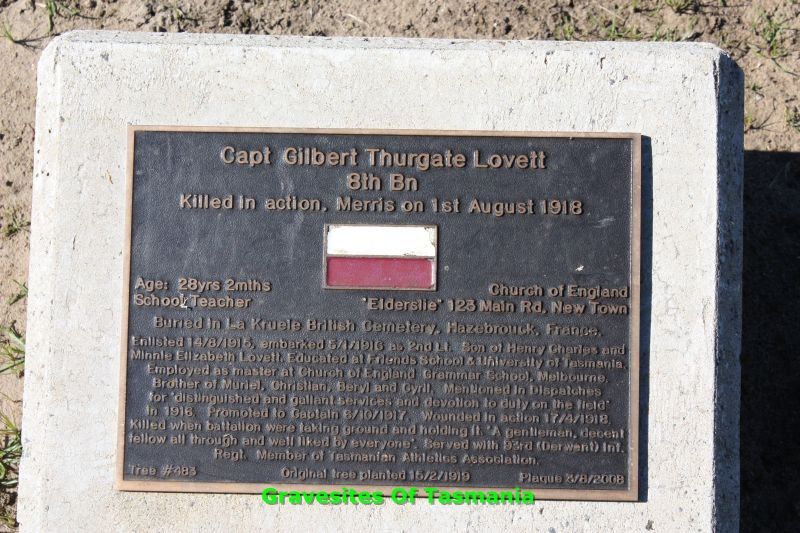 Capt Gilbert Thurgate Lovett
8th Bn
Killed in action, Merris on 1st August 1918
Age: 28yrs 2mths
Church of England
School Teacher
"Elderslie" 123 Main Rd, New Town
Buried in La Kruele British Cemetery, Hazebrouck, France.
Enlisted 14/8/1915, embarked 5/1/1916 as 2nd Lt. Son of Henry Charles and
Minnie Elizabeth Lovett. Educated at Friends School & University of Tasmania.
Employed as master at Church of England Grammar School, Melbourne.
Brother of Muriel, Christian, Beryl and Cyril. Mentioned in Dispatches
for "distinguished and gallant services and devotion to duty on the field"
in 1916. Promoted to Captain 6/10/1917. Wounded in action 17/4/1918.
Killed when battalion were taking ground and holding it. "A gentleman, decent
fellow all through and well liked by everyone". Served with 93rd (Derwent) Inf.
Regt. Member of Tasmanian Athletics Association.
Tree #483
Original tree planted 15/2/1919
Plaque 8/8/2008
Gravesites Of Tasmania